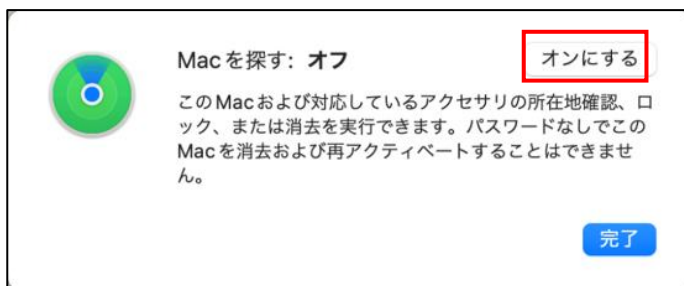 Macを探す: オフ
オンにする
このMacおよび対応しているアクセサリの所在地確認、ロ
ック、または消去を実行できます。パスワードなしでこの
Macを消去および再アクティベートすることはできませ
ん。
完了